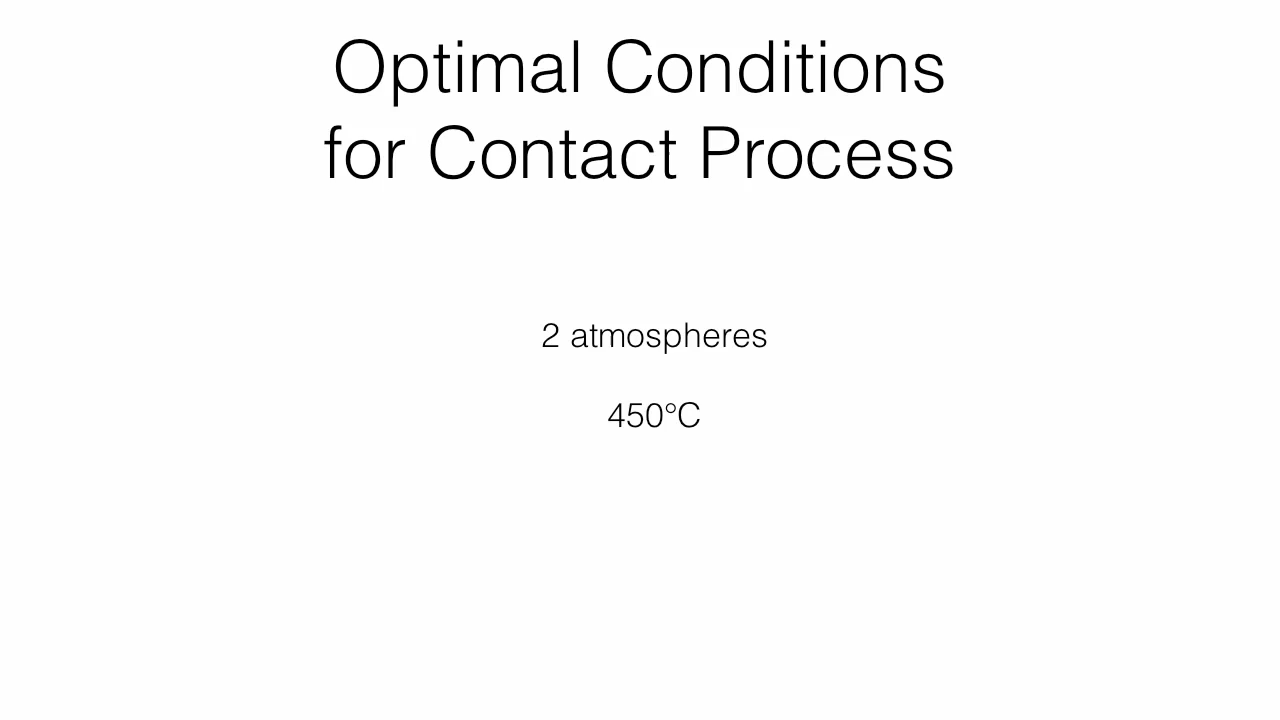 Optimal Conditions
for Contact Process
2 atmospheres
450°C